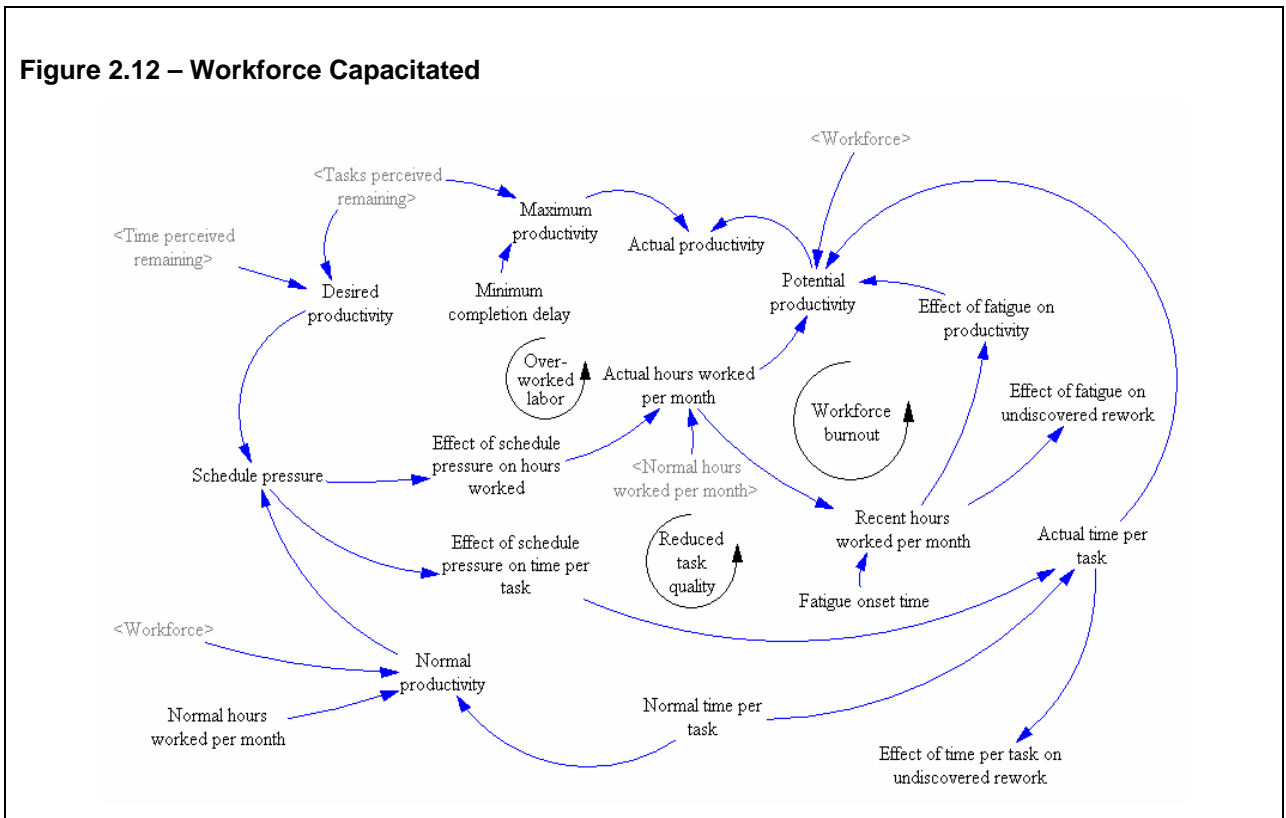 Figure 2.12 – Workforce Capacitated
<Workforce>
<Tasks perceived
remaining>
Maximum
productivity
Actual productivity
<Time perceived
remaining>
Desired
productivity
Minimum
completion delay
Potential
productivity
Effect of fatigue on
productivity
Over-
worked
labor
Actual hours worked
per month
Workforce
burnout
Effect of fatigue on
undiscovered rework
Effect of schedule
pressure on hours
worked
<Normal hours
worked per month>
Schedule pressure
Effect of schedule
pressure on time per
task
Reduced
task
quality
Recent hours
worked per month
Actual time per
task
Fatigue onset time
<Workforce>
Normal
productivity
Normal hours
worked per month
Normal time per
task
Effect of time per task on
undiscovered rework